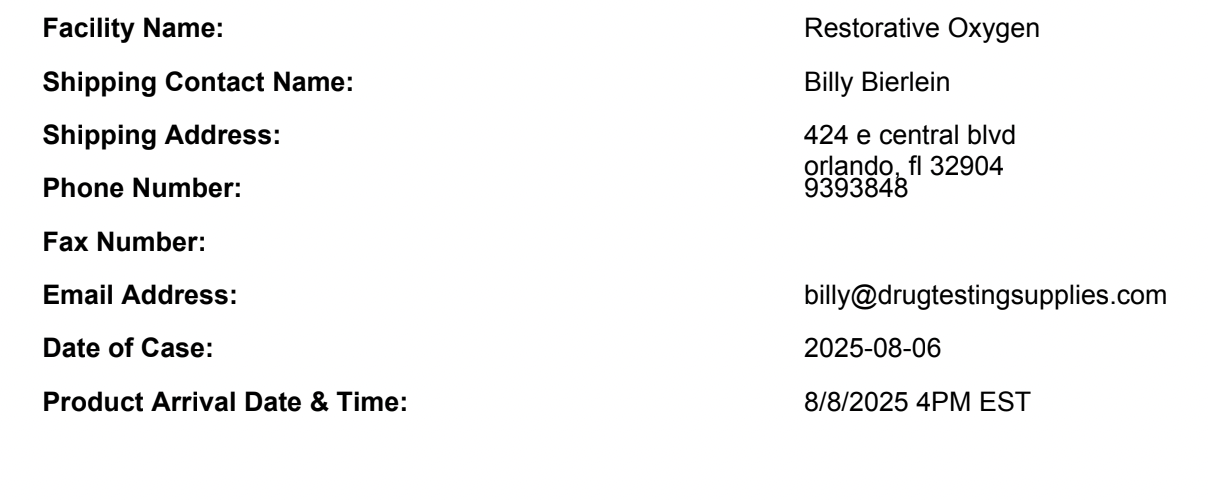 Facility Name: Restorative Oxygen
Shipping Contact Name: Billy Bierlein
Shipping Address: 424 e central blvd
orlando, fl 32904
Phone Number: 9393848
Fax Number:
Email Address: billy@drugtestingsupplies.com
Date of Case: 2025-08-06
Product Arrival Date & Time: 8/8/2025 4PM EST